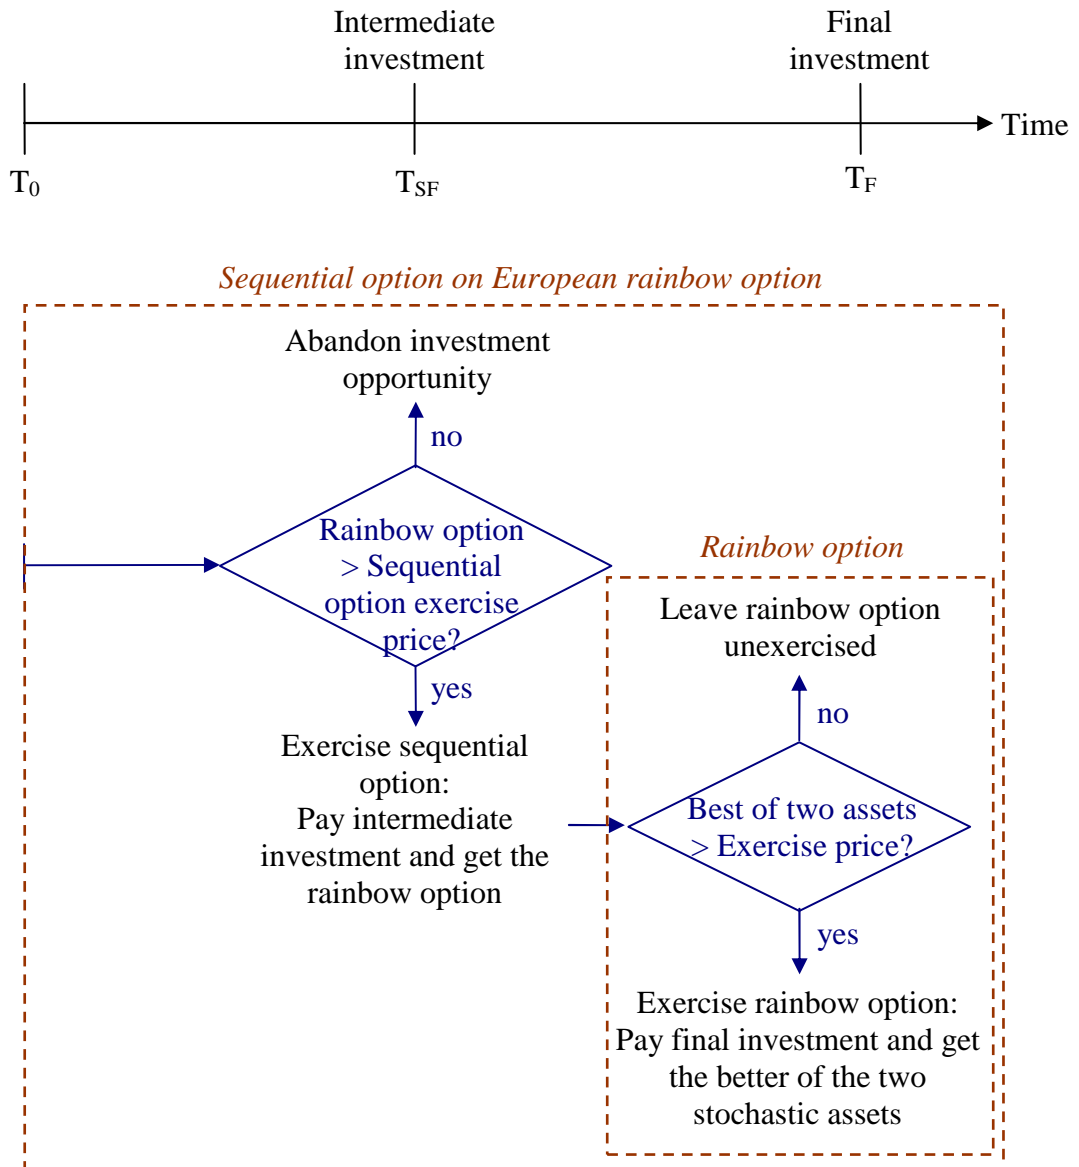 Intermediate
investment
Final
investment
Time
T₀
T_SF
T_F
Sequential option on European rainbow option
Abandon investment
opportunity
no
Rainbow option
> Sequential
option exercise
price?
yes
Exercise sequential
option:
Pay intermediate
investment and get the
rainbow option
Rainbow option
Leave rainbow option
unexercised
no
Best of two assets
> Exercise price?
yes
Exercise rainbow option:
Pay final investment and get
the better of the two
stochastic assets